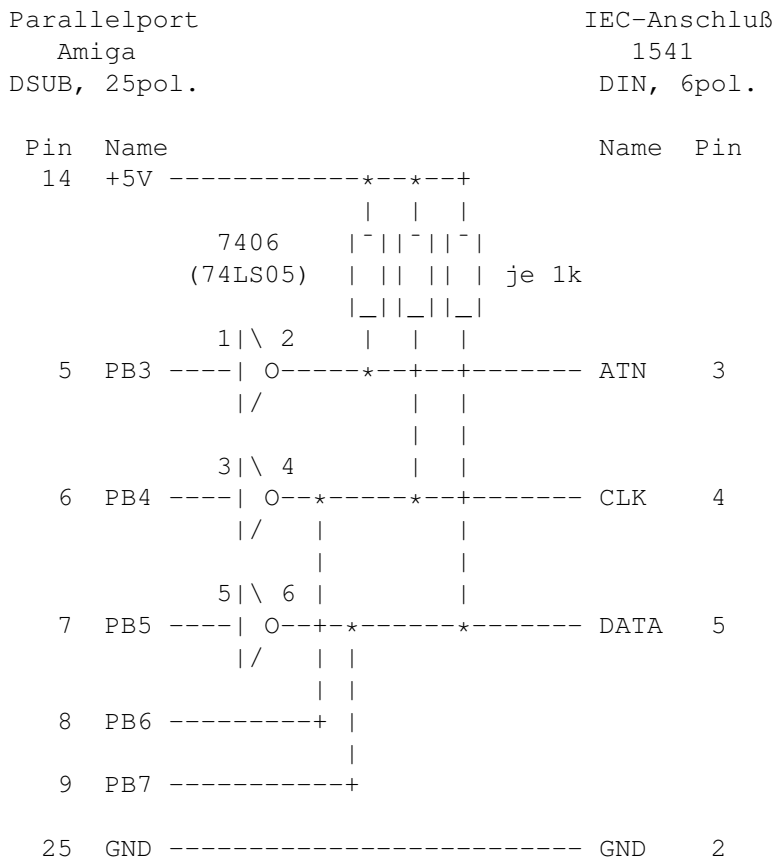 Parallelport                        IEC-Anschluß
   Amiga                               1541
DSUB, 25pol.                         DIN, 6pol.

 Pin  Name                           Name  Pin
  14  +5V ------------*--*--+
                      |  |  |
             7406    |¯||¯||¯|
           (74LS05)  | || || | je 1k
                     |_||_||_|
             1|\ 2    |  |  |
   5  PB3 ----| O-----*--+--+------- ATN    3
              |/         |  |
                         |  |
             3|\ 4       |  |
   6  PB4 ----| O--*-----*--+------- CLK    4
              |/   |        |
                   |        |
             5|\ 6 |        |
   7  PB5 ----| O--+-*------*------- DATA   5
              |/   | |
                   | |
   8  PB6 ---------+ |
                     |
   9  PB7 -----------+

  25  GND -------------------------- GND    2